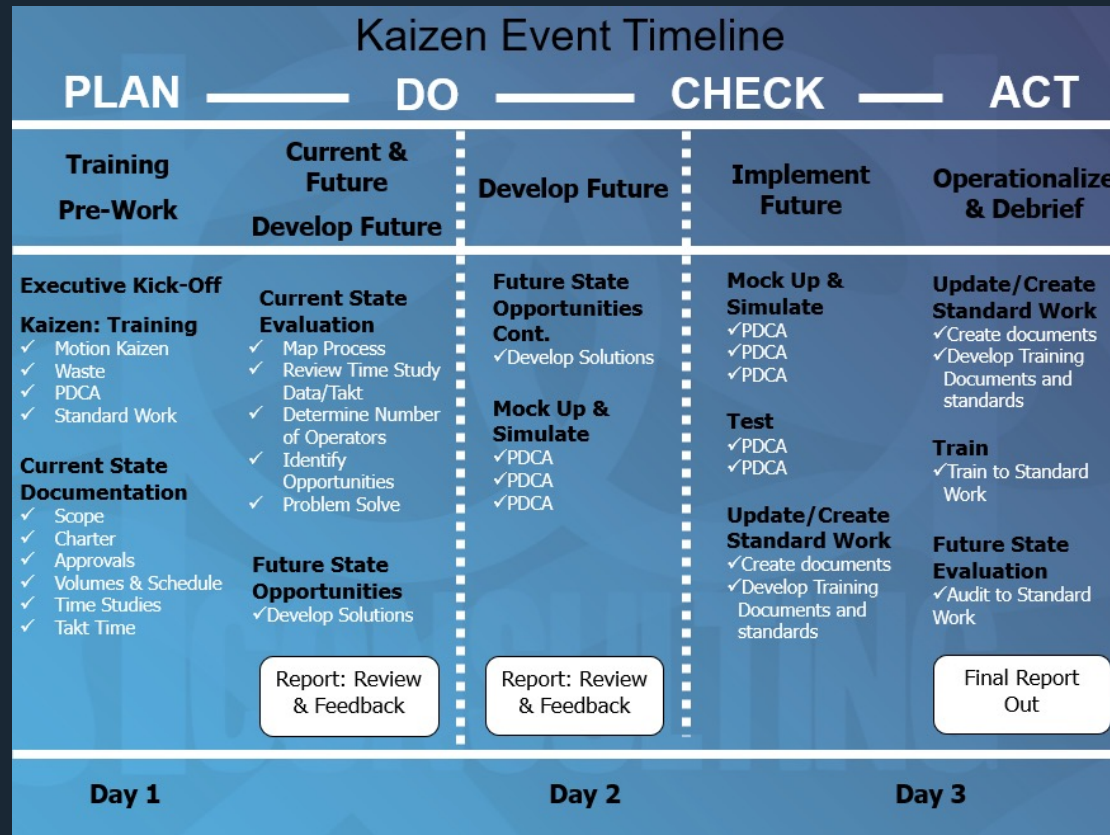 Kaizen Event Timeline
PLAN
DO
CHECK
ACT
Training
Pre-Work
Current &
Future
Develop Future
Develop Future
Implement
Future
Operationalize
& Debrief
Executive Kick-Off
Kaizen: Training
✓ Motion Kaizen
✓ Waste
✓ PDCA
✓ Standard Work
Current State
Documentation
✓ Scope
✓ Charter
✓ Approvals
✓ Volumes & Schedule
✓ Time Studies
✓ Takt Time
Current State
Evaluation
✓ Map Process
✓ Review Time Study
Data/Takt
✓ Determine Number
of Operators
✓ Identify
Opportunities
✓ Problem Solve
Future State
Opportunities
✓Develop Solutions
Report: Review
& Feedback
Future State
Opportunities
Cont.
✓Develop Solutions
Mock Up &
Simulate
✓PDCA
✓PDCA
✓PDCA
Report: Review
& Feedback
Mock Up &
Simulate
✓PDCA
✓PDCA
✓PDCA
Test
✓PDCA
✓PDCA
Update/Create
Standard Work
✓Create documents
✓Develop Training
Documents and
standards
Update/Create
Standard Work
✓Create documents
✓Develop Training
Documents and
standards
Train
✓Train to Standard
Work
Future State
Evaluation
✓Audit to Standard
Work
Final Report
Out
Day 1
Day 2
Day 3
CONSULTING